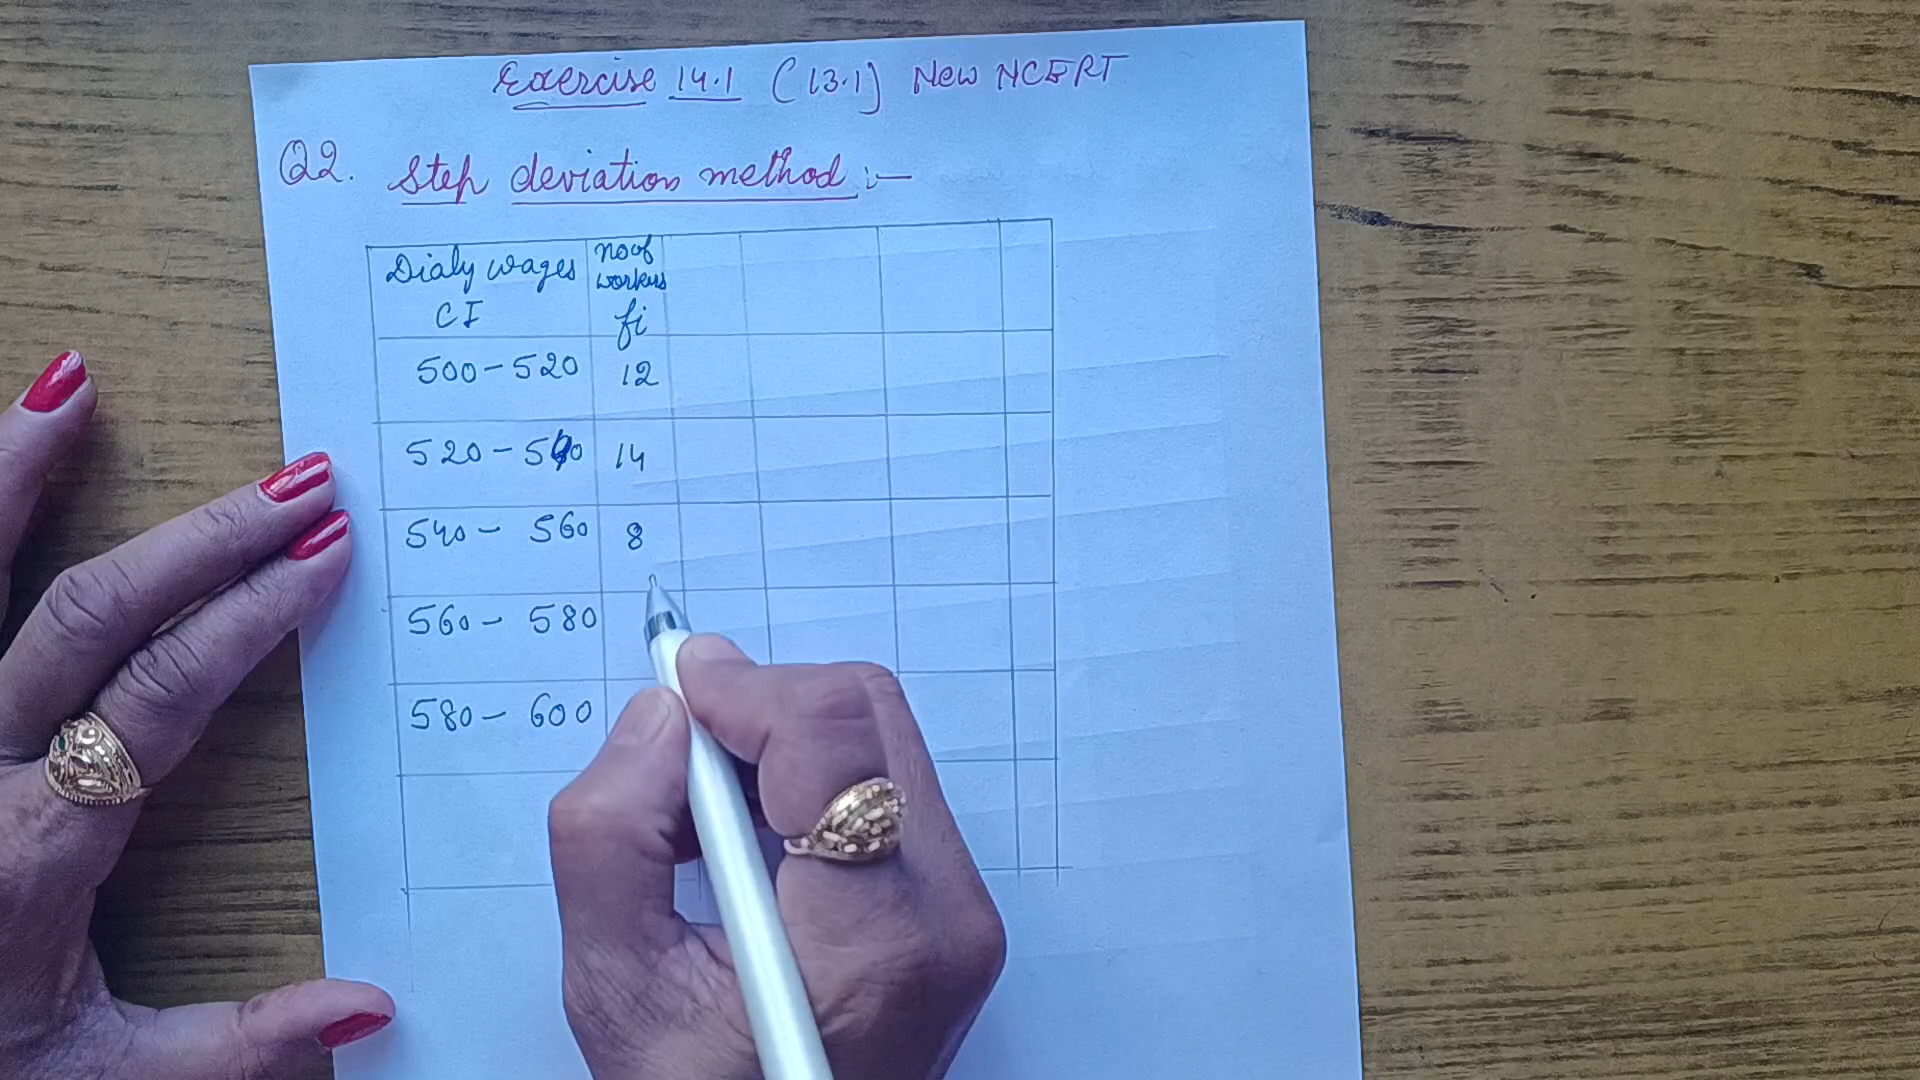 Exercise 14.1 (13.1) New NCERT
Q2. Step deviation method :-
Dialy wages
CI
no of
workers
fi
500 - 520 12
520 - 540 14
540 - 560 8
560 - 580
580 - 600